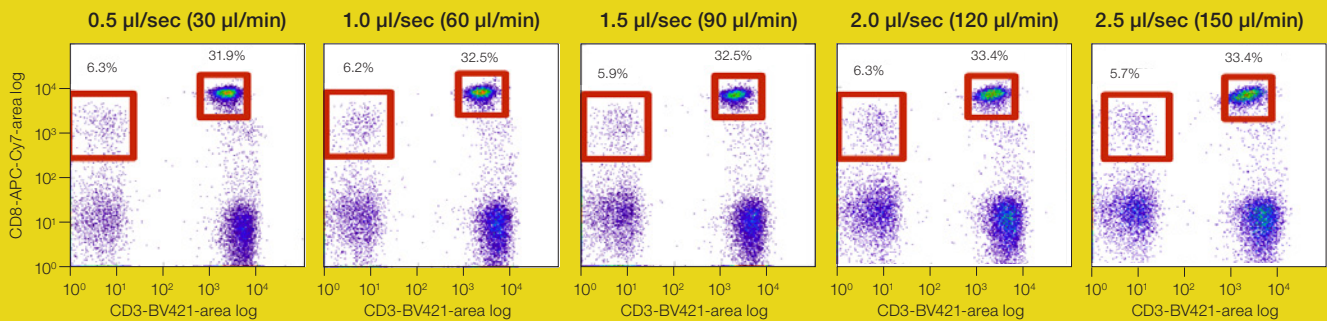 0.5 µl/sec (30 µl/min) 1.0 µl/sec (60 µl/min) 1.5 µl/sec (90 µl/min) 2.0 µl/sec (120 µl/min) 2.5 µl/sec (150 µl/min)
6.3% 31.9% 6.2% 32.5% 5.9% 32.5% 6.3% 33.4% 5.7% 33.4%
CD8-APC-Cy7-area log
10⁴
10³
10²
10¹
10⁰
10⁰ 10¹ 10² 10³ 10⁴ 10⁰ 10¹ 10² 10³ 10⁴ 10⁰ 10¹ 10² 10³ 10⁴ 10⁰ 10¹ 10² 10³ 10⁴ 10⁰ 10¹ 10² 10³ 10⁴
CD3-BV421-area log CD3-BV421-area log CD3-BV421-area log CD3-BV421-area log CD3-BV421-area log